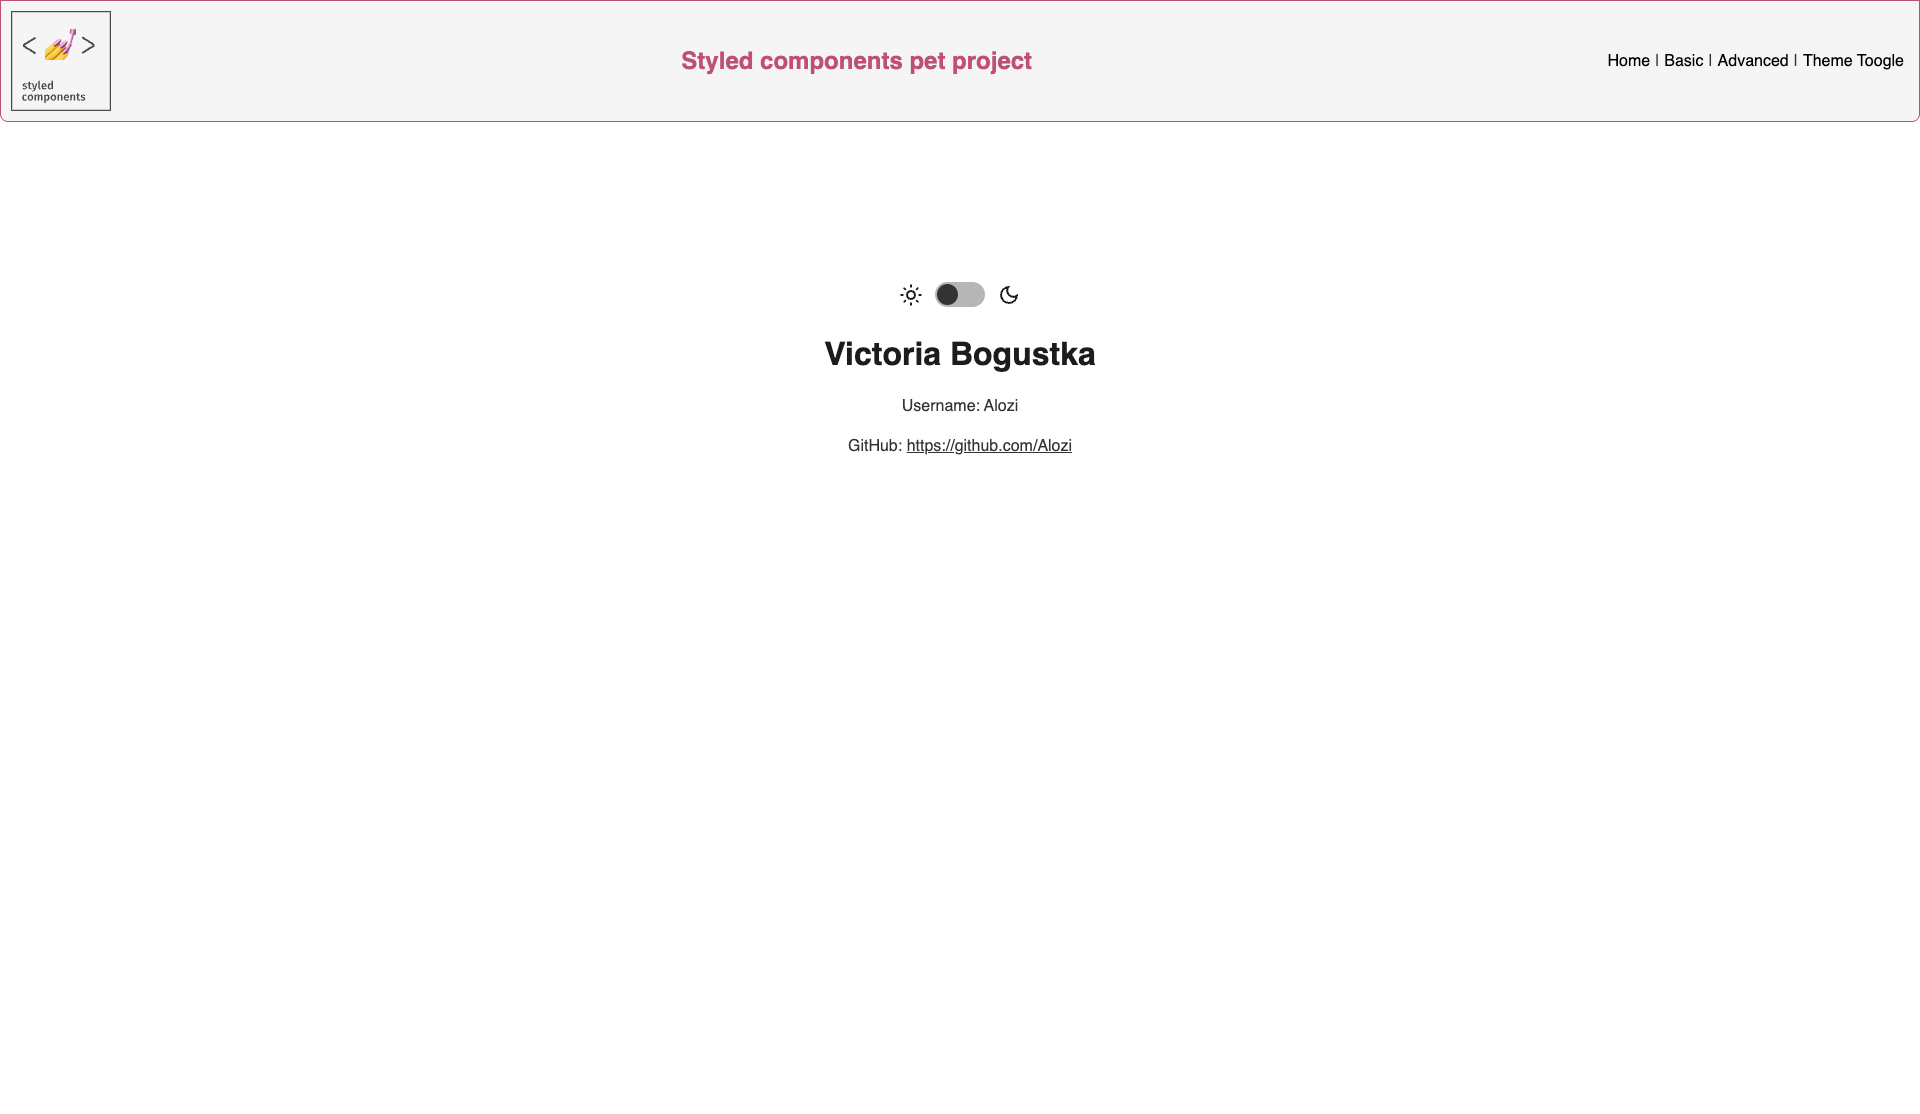 < 💅 >
styled
components
Styled components pet project
Home | Basic | Advanced | Theme Toogle
Victoria Bogustka
Username: Alozi
GitHub: https://github.com/Alozi